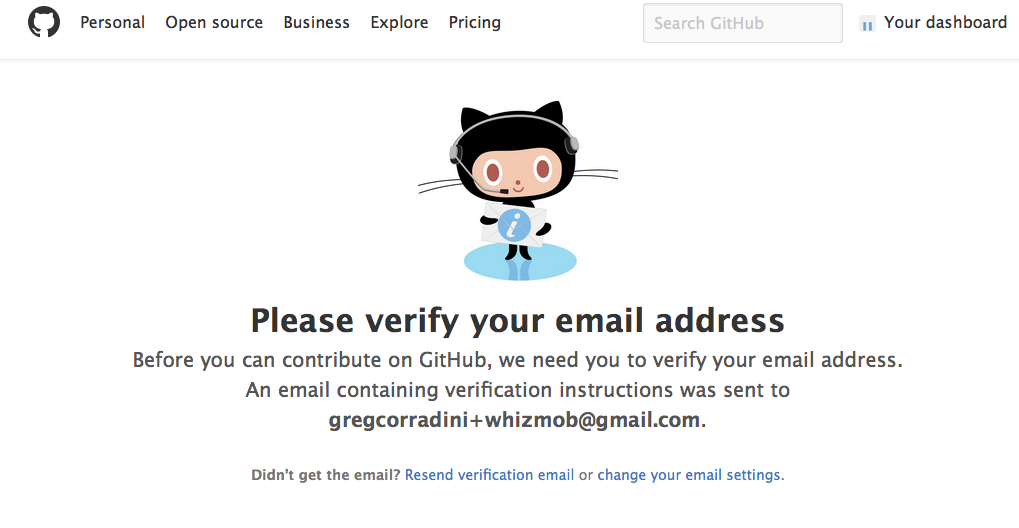 Personal Open source Business Explore Pricing Search GitHub Your dashboard
i
Please verify your email address
Before you can contribute on GitHub, we need you to verify your email address.
An email containing verification instructions was sent to
gregcorradini+whizmob@gmail.com.
Didn't get the email? Resend verification email or change your email settings.